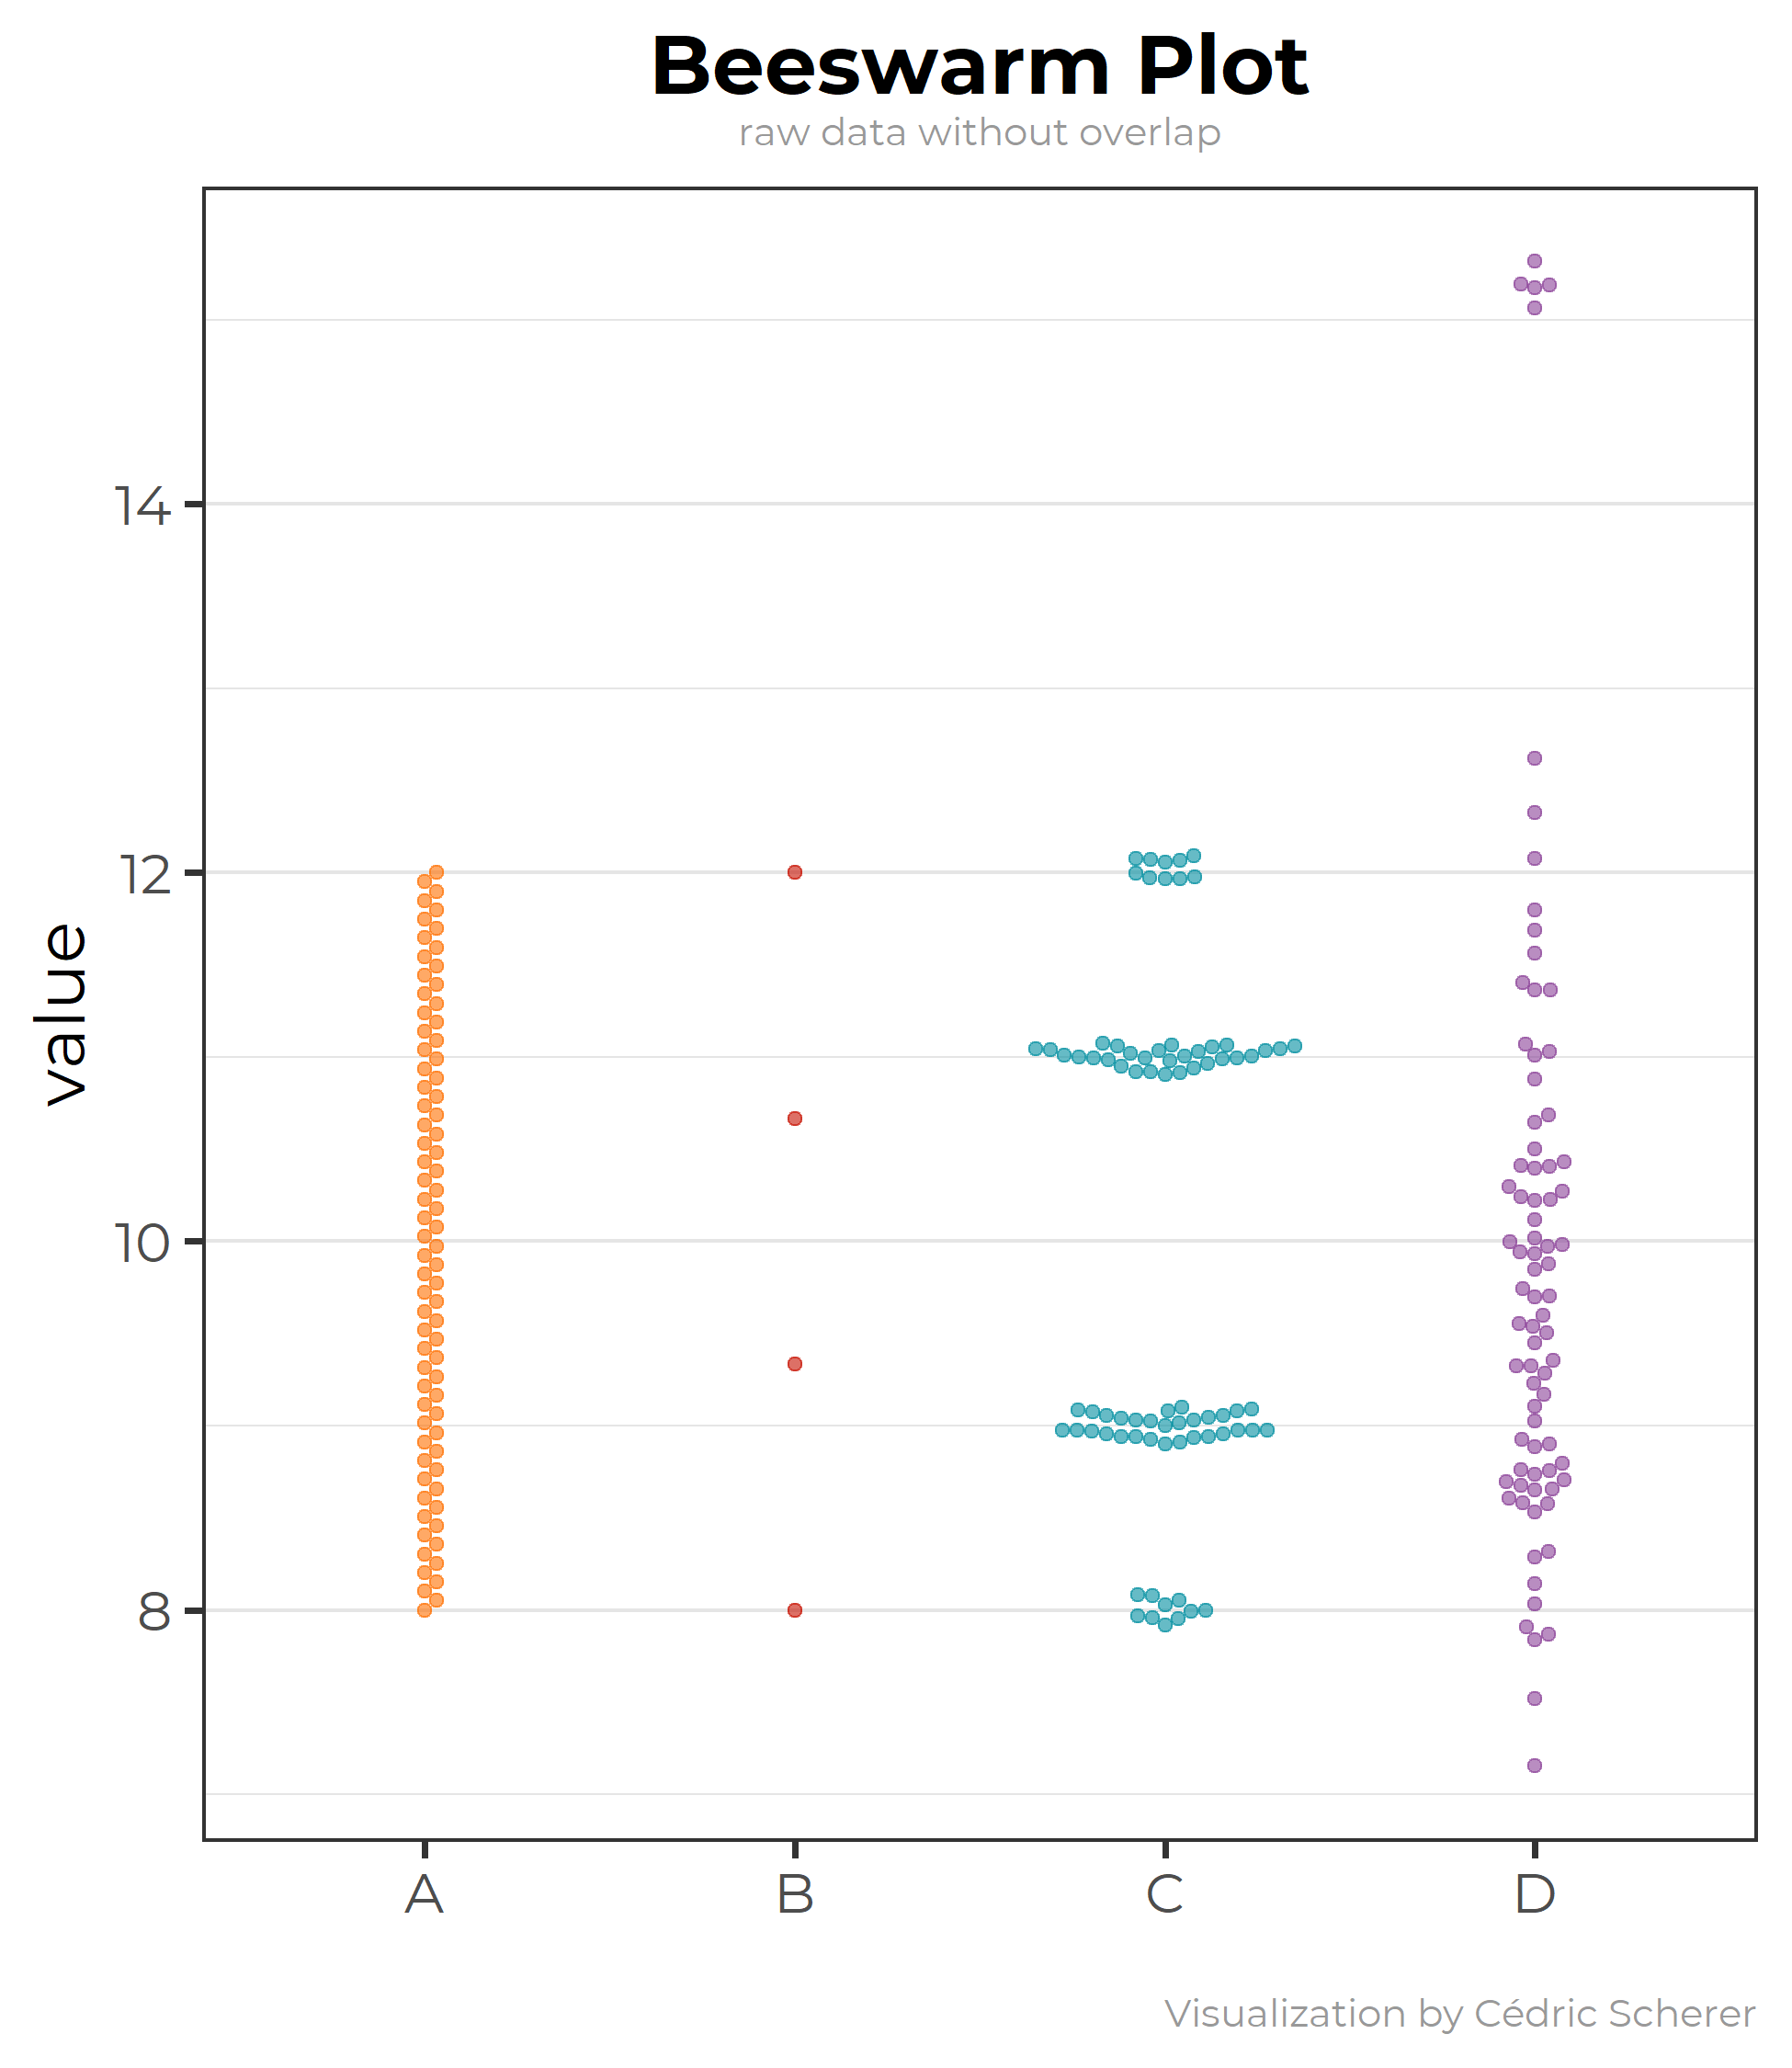 Beeswarm Plot
raw data without overlap
value
14
12
10
8
A B C D
Visualization by Cédric Scherer